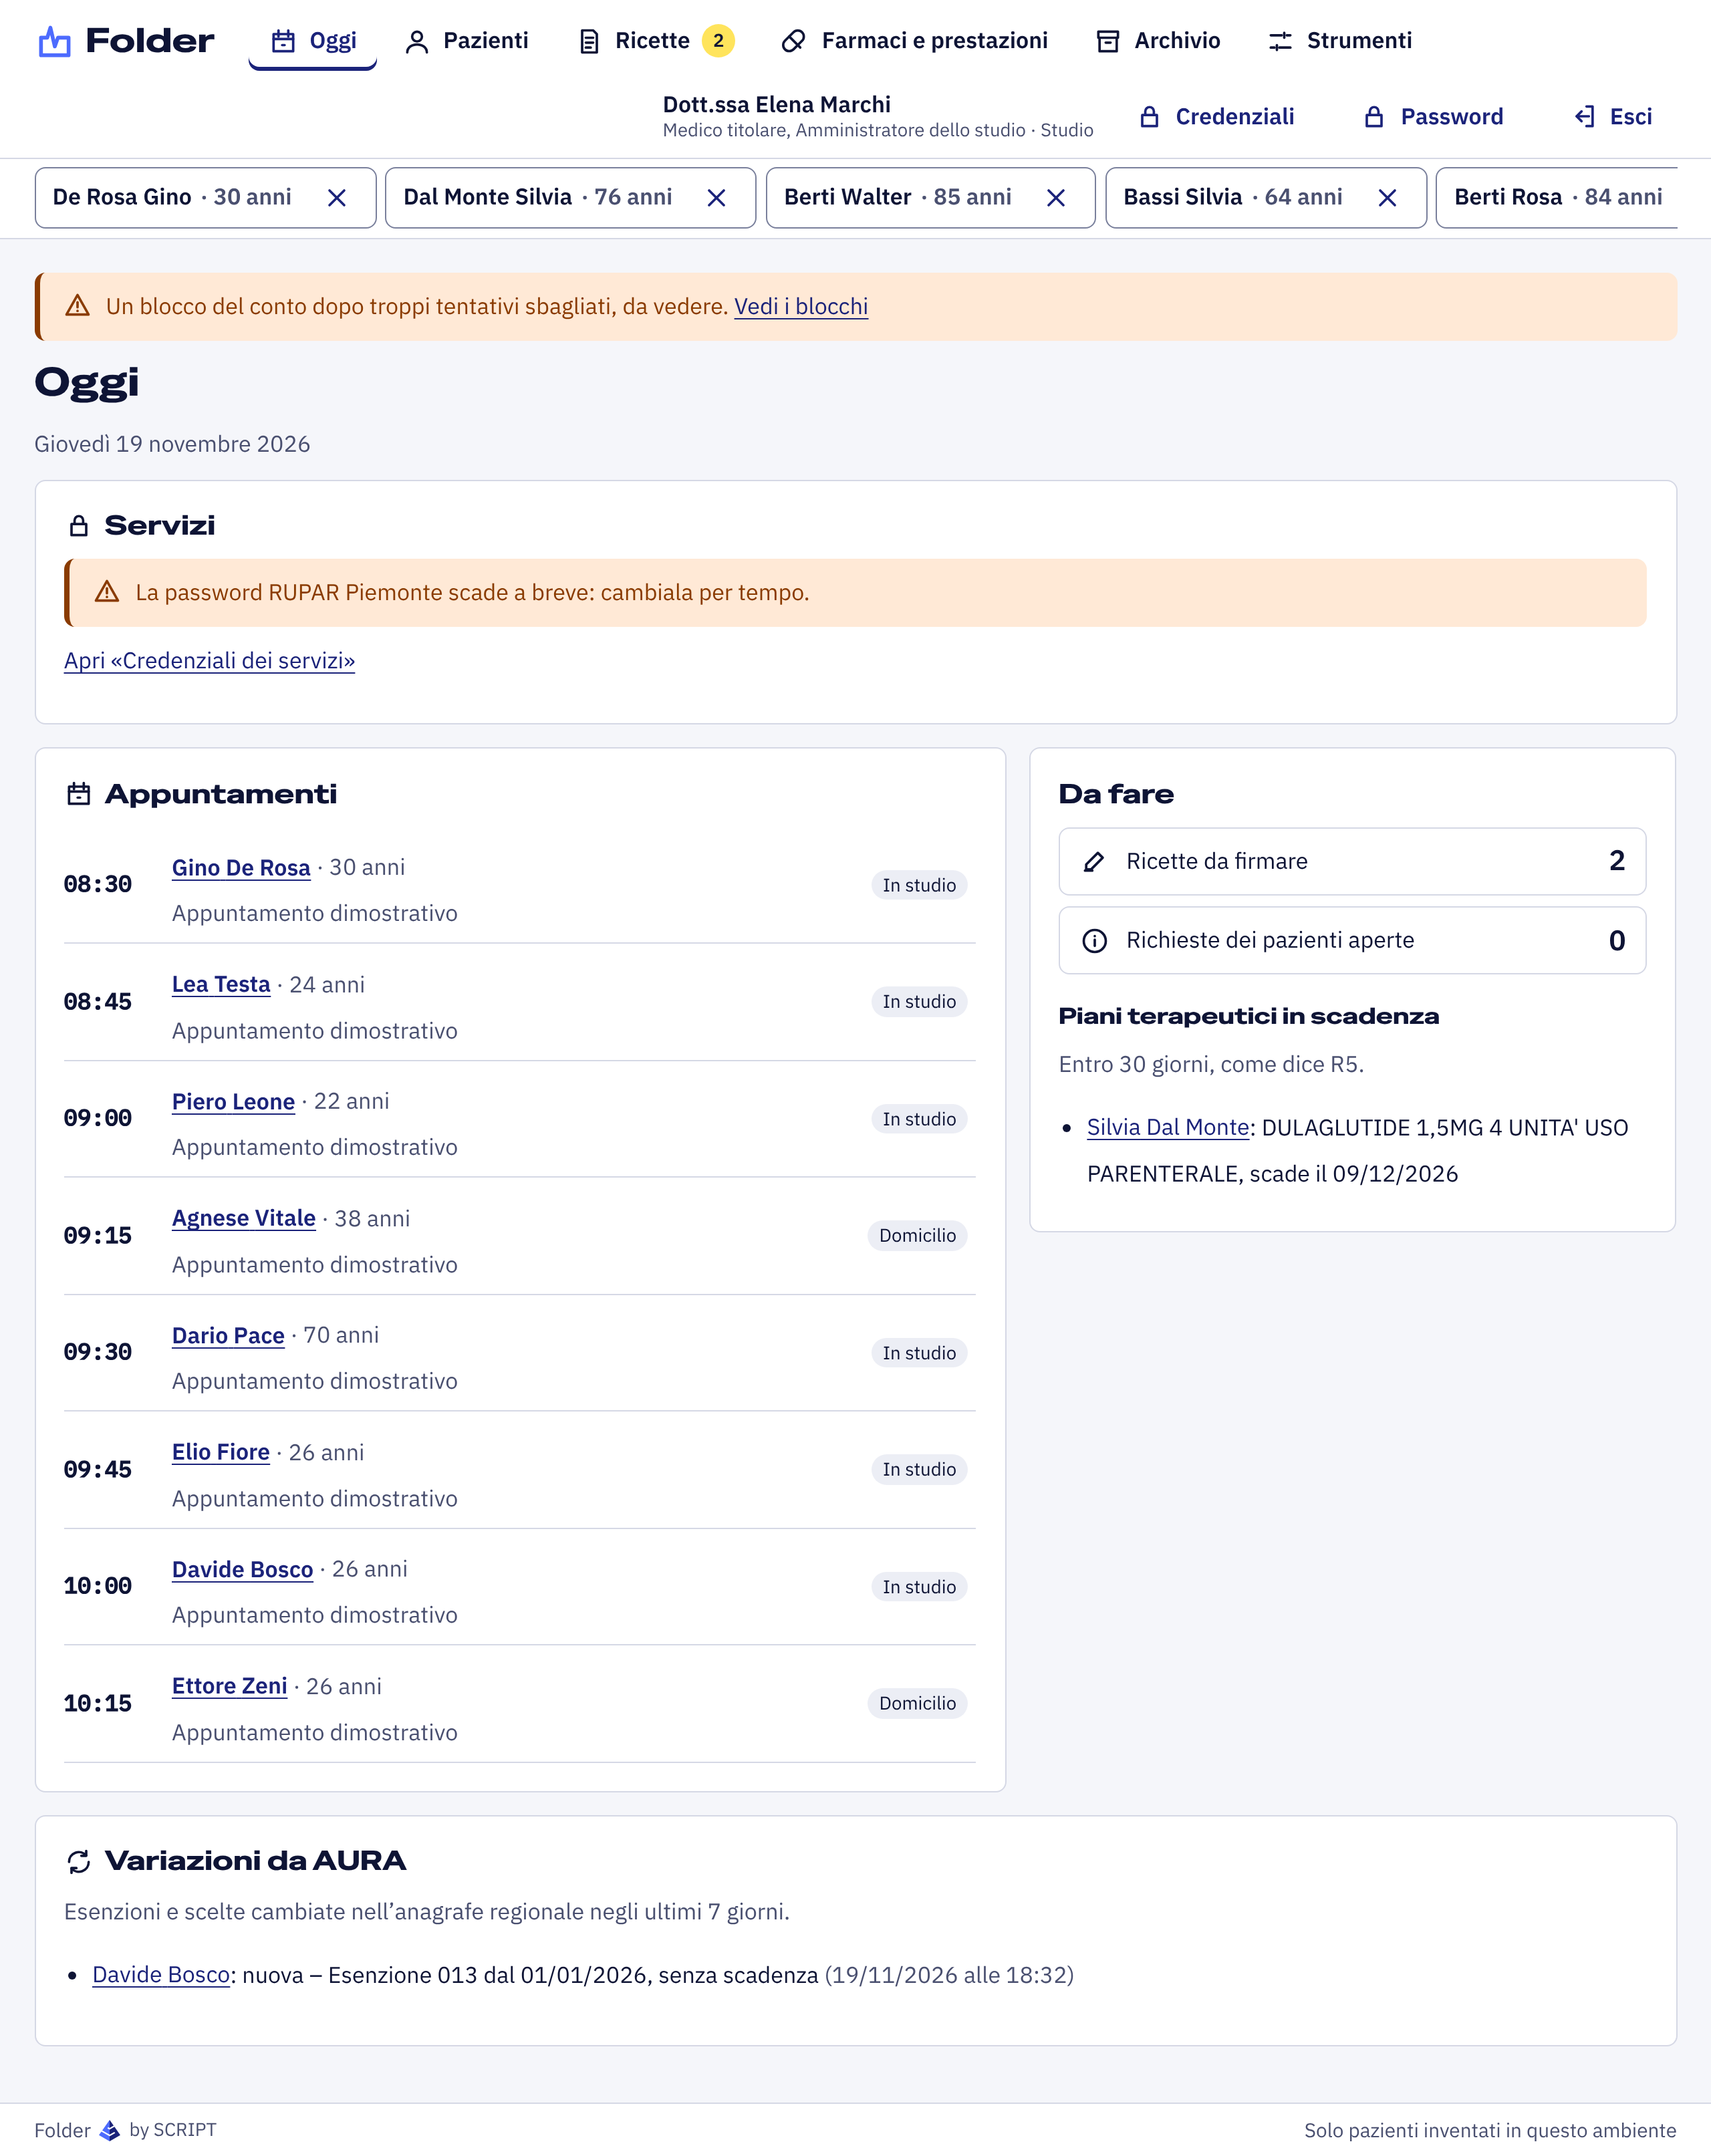 Folder
Oggi
Pazienti
Ricette 2
Farmaci e prestazioni
Archivio
Strumenti
Dott.ssa Elena Marchi
Medico titolare, Amministratore dello studio · Studio
Credenziali
Password
Esci
De Rosa Gino · 30 anni
Dal Monte Silvia · 76 anni
Berti Walter · 85 anni
Bassi Silvia · 64 anni
Berti Rosa · 84 anni
Un blocco del conto dopo troppi tentativi sbagliati, da vedere. Vedi i blocchi
Oggi
Giovedì 19 novembre 2026
Servizi
La password RUPAR Piemonte scade a breve: cambiala per tempo.
Apri «Credenziali dei servizi»
Appuntamenti
08:30
Gino De Rosa · 30 anni
Appuntamento dimostrativo
In studio
08:45
Lea Testa · 24 anni
Appuntamento dimostrativo
In studio
09:00
Piero Leone · 22 anni
Appuntamento dimostrativo
In studio
09:15
Agnese Vitale · 38 anni
Appuntamento dimostrativo
Domicilio
09:30
Dario Pace · 70 anni
Appuntamento dimostrativo
In studio
09:45
Elio Fiore · 26 anni
Appuntamento dimostrativo
In studio
10:00
Davide Bosco · 26 anni
Appuntamento dimostrativo
In studio
10:15
Ettore Zeni · 26 anni
Appuntamento dimostrativo
Domicilio
Da fare
Ricette da firmare 2
Richieste dei pazienti aperte 0
Piani terapeutici in scadenza
Entro 30 giorni, come dice R5.
Silvia Dal Monte: DULAGLUTIDE 1,5MG 4 UNITA' USO
PARENTERALE, scade il 09/12/2026
Variazioni da AURA
Esenzioni e scelte cambiate nell’anagrafe regionale negli ultimi 7 giorni.
Davide Bosco: nuova – Esenzione 013 dal 01/01/2026, senza scadenza (19/11/2026 alle 18:32)
Folder by SCRIPT
Solo pazienti inventati in questo ambiente